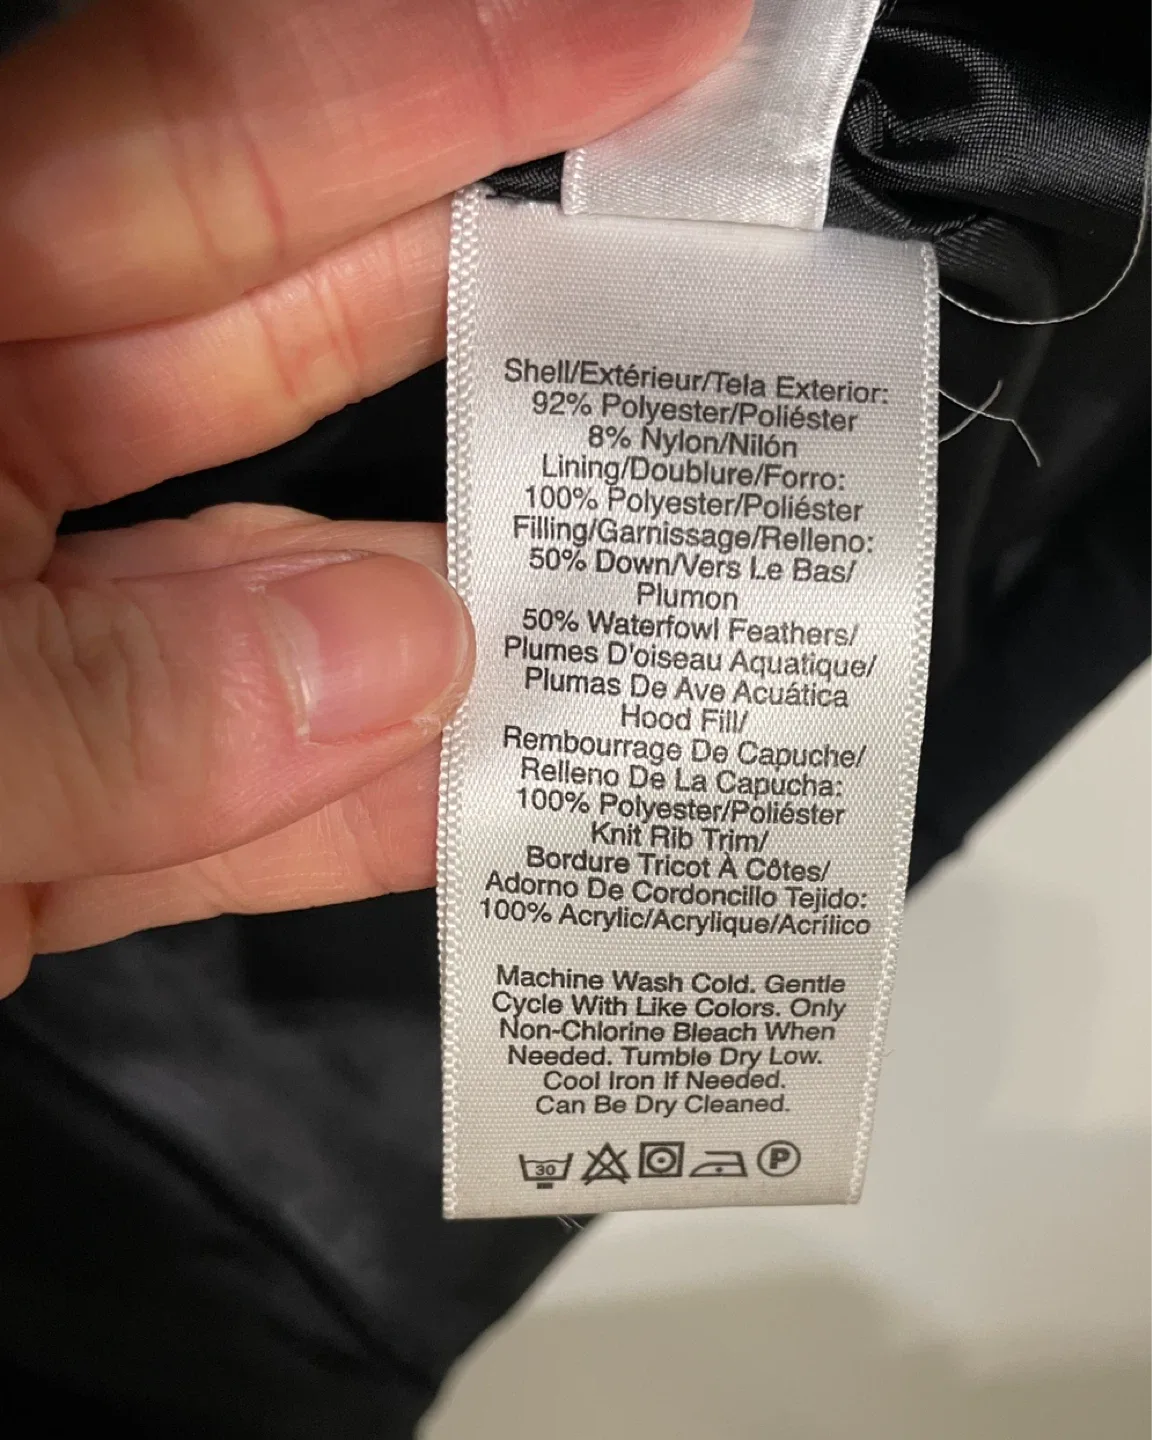 Shell/Extérieur/Tela Exterior:
92% Polyester/Poliéster
8% Nylon/Nilón
Lining/Doublure/Forro:
100% Polyester/Poliéster
Filling/Garnissage/Relleno:
50% Down/Vers Le Bas/
Plumon
50% Waterfowl Feathers/
Plumes D'oiseau Aquatique/
Plumas De Ave Acuática
Hood Fill/
Rembourrage De Capuche/
Relleno De La Capucha:
100% Polyester/Poliéster
Knit Rib Trim/
Bordure Tricot À Côtes/
Adorno De Cordoncillo Tejido:
100% Acrylic/Acrylique/Acrílico
Machine Wash Cold. Gentle
Cycle With Like Colors. Only
Non-Chlorine Bleach When
Needed. Tumble Dry Low.
Cool Iron If Needed.
Can Be Dry Cleaned.
30 P